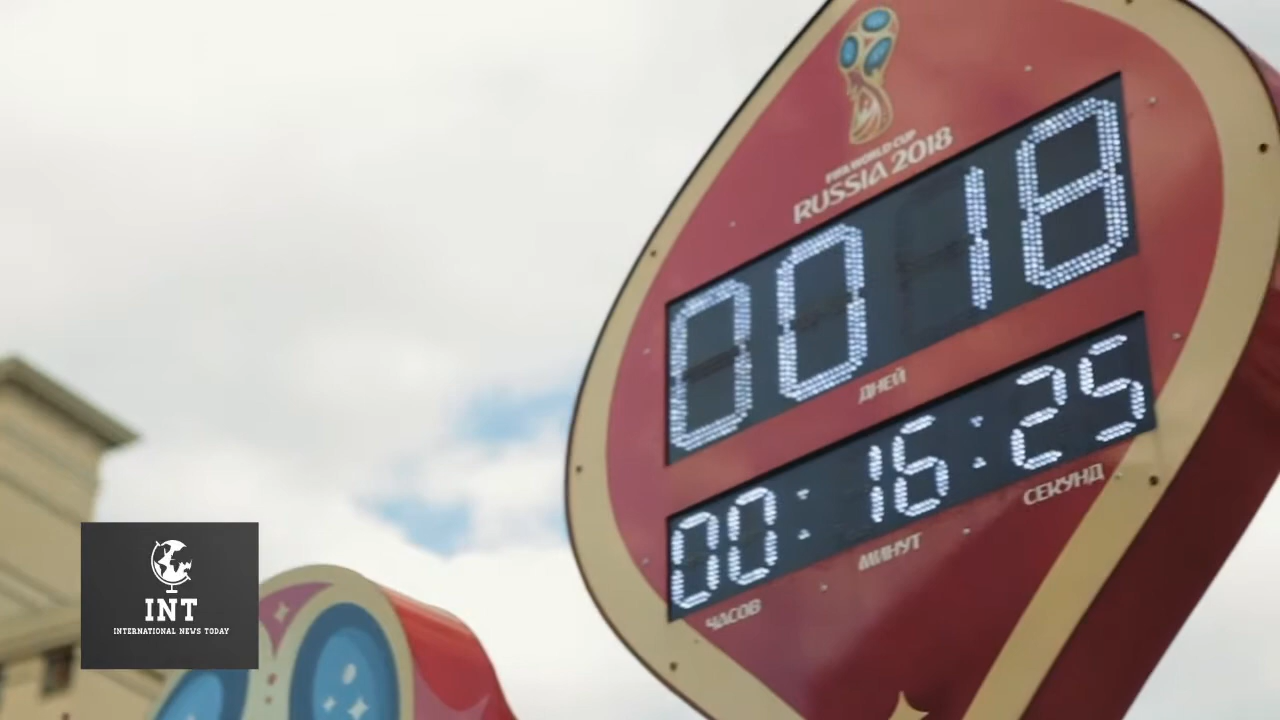 FIFA WORLD CUP
RUSSIA 2018
0018
ДНЕЙ
00:16:25
ЧАСОВ МИНУТ СЕКУНД
INT
INTERNATIONAL NEWS TODAY